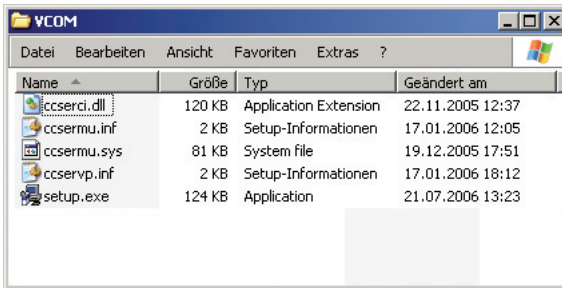 VCOM
Datei Bearbeiten Ansicht Favoriten Extras ?
Name Größe Typ Geändert am
ccserci.dll 120 KB Application Extension 22.11.2005 12:37
ccsermu.inf 2 KB Setup-Informationen 17.01.2006 12:05
ccsermu.sys 81 KB System file 19.12.2005 17:51
ccservp.inf 2 KB Setup-Informationen 17.01.2006 18:12
setup.exe 124 KB Application 21.07.2006 13:23